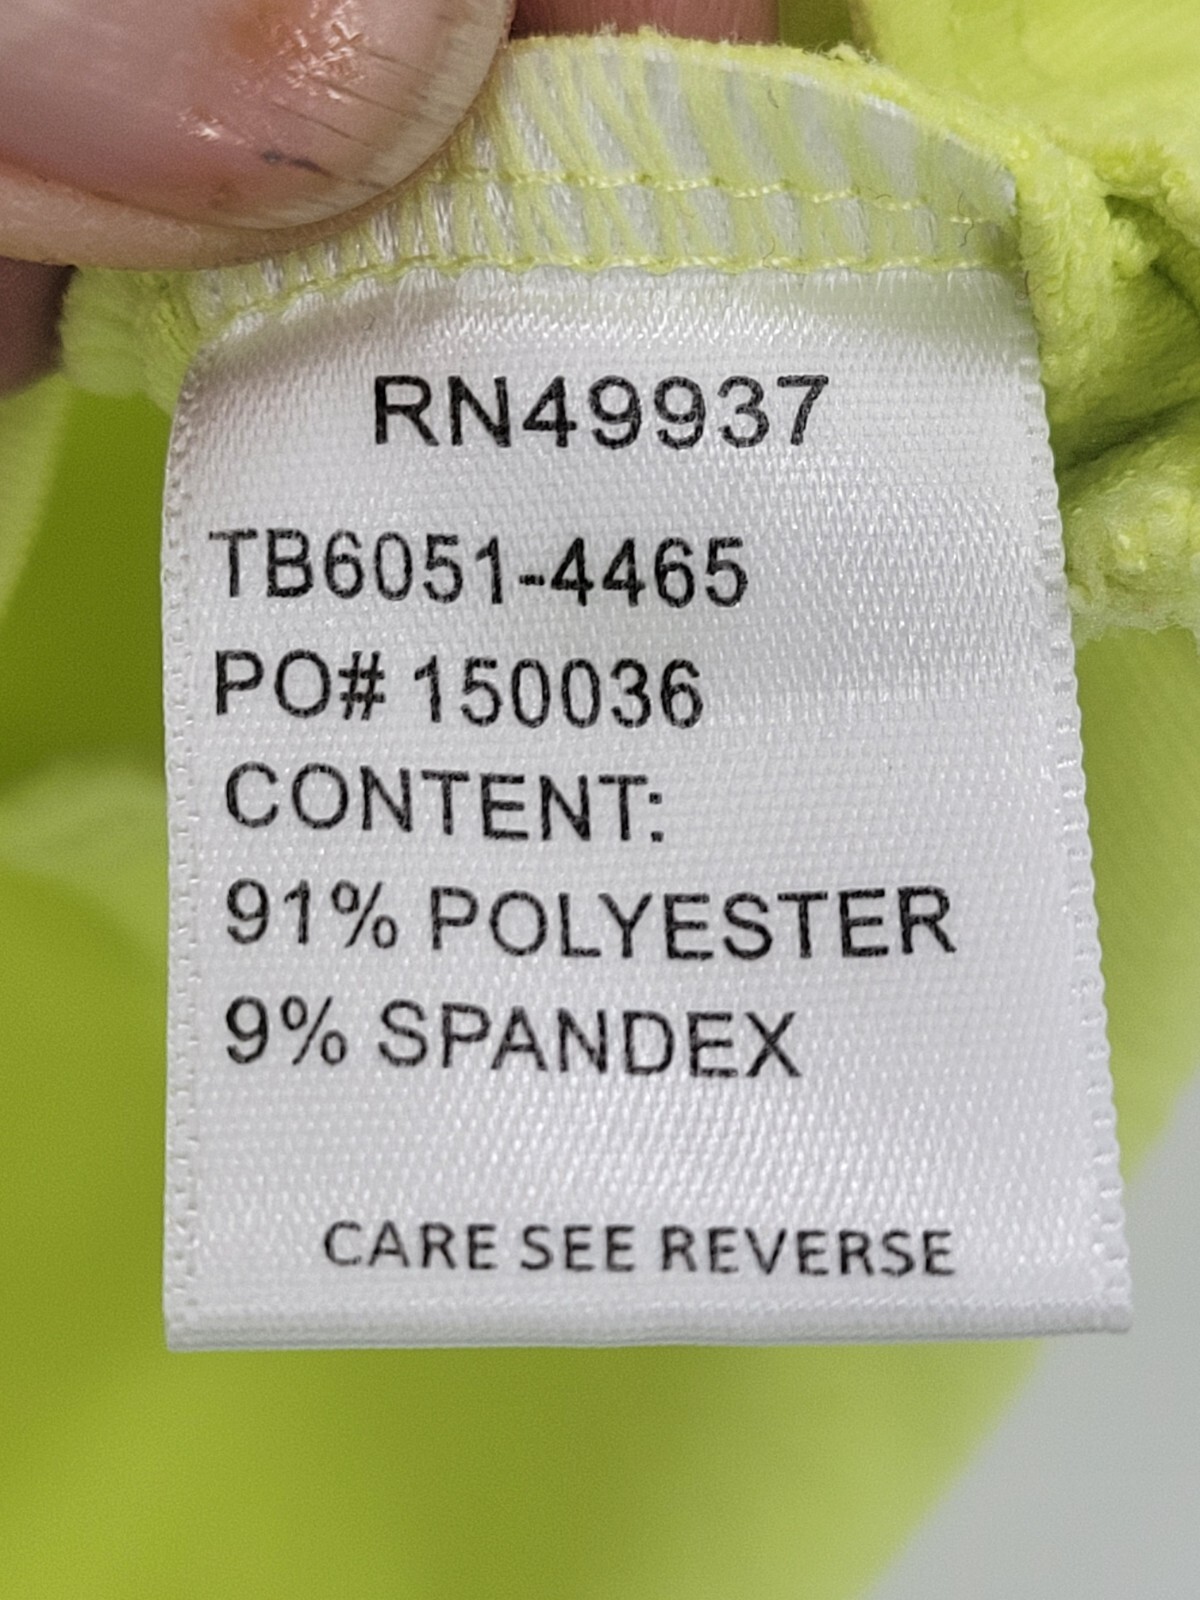 RN49937
TB6051-4465
PO# 150036
CONTENT:
91% POLYESTER
9% SPANDEX
CARE SEE REVERSE